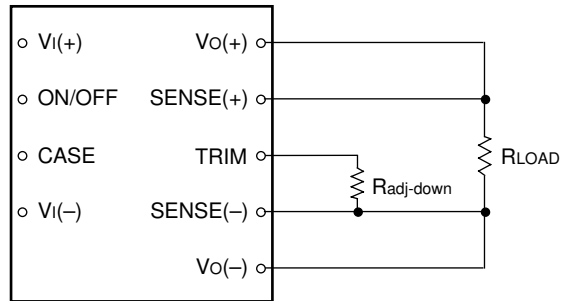 VI(+)
VO(+)
ON/OFF
SENSE(+)
CASE
TRIM
RLOAD
Radj-down
VI(–)
SENSE(–)
VO(–)